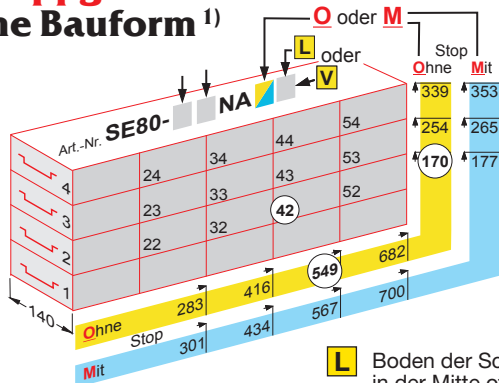 ne Bauform 1)
O oder M
L oder
V
Stop
Ohne Mit
Art.-Nr. SE80- NA
339 353
254 265
170 177
24 34 44 54
23 33 43 53
22 32 42 52
4
3
2
1
140
Ohne Stop 283 416 549 682
Mit 301 434 567 700
L Boden der Sc
in der Mitte o